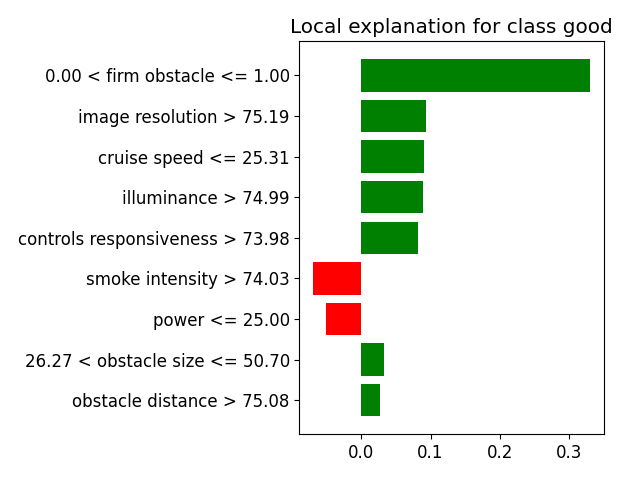 Local explanation for class good
0.00 < firm obstacle <= 1.00
image resolution > 75.19
cruise speed <= 25.31
illuminance > 74.99
controls responsiveness > 73.98
smoke intensity > 74.03
power <= 25.00
26.27 < obstacle size <= 50.70
obstacle distance > 75.08
0.0 0.1 0.2 0.3